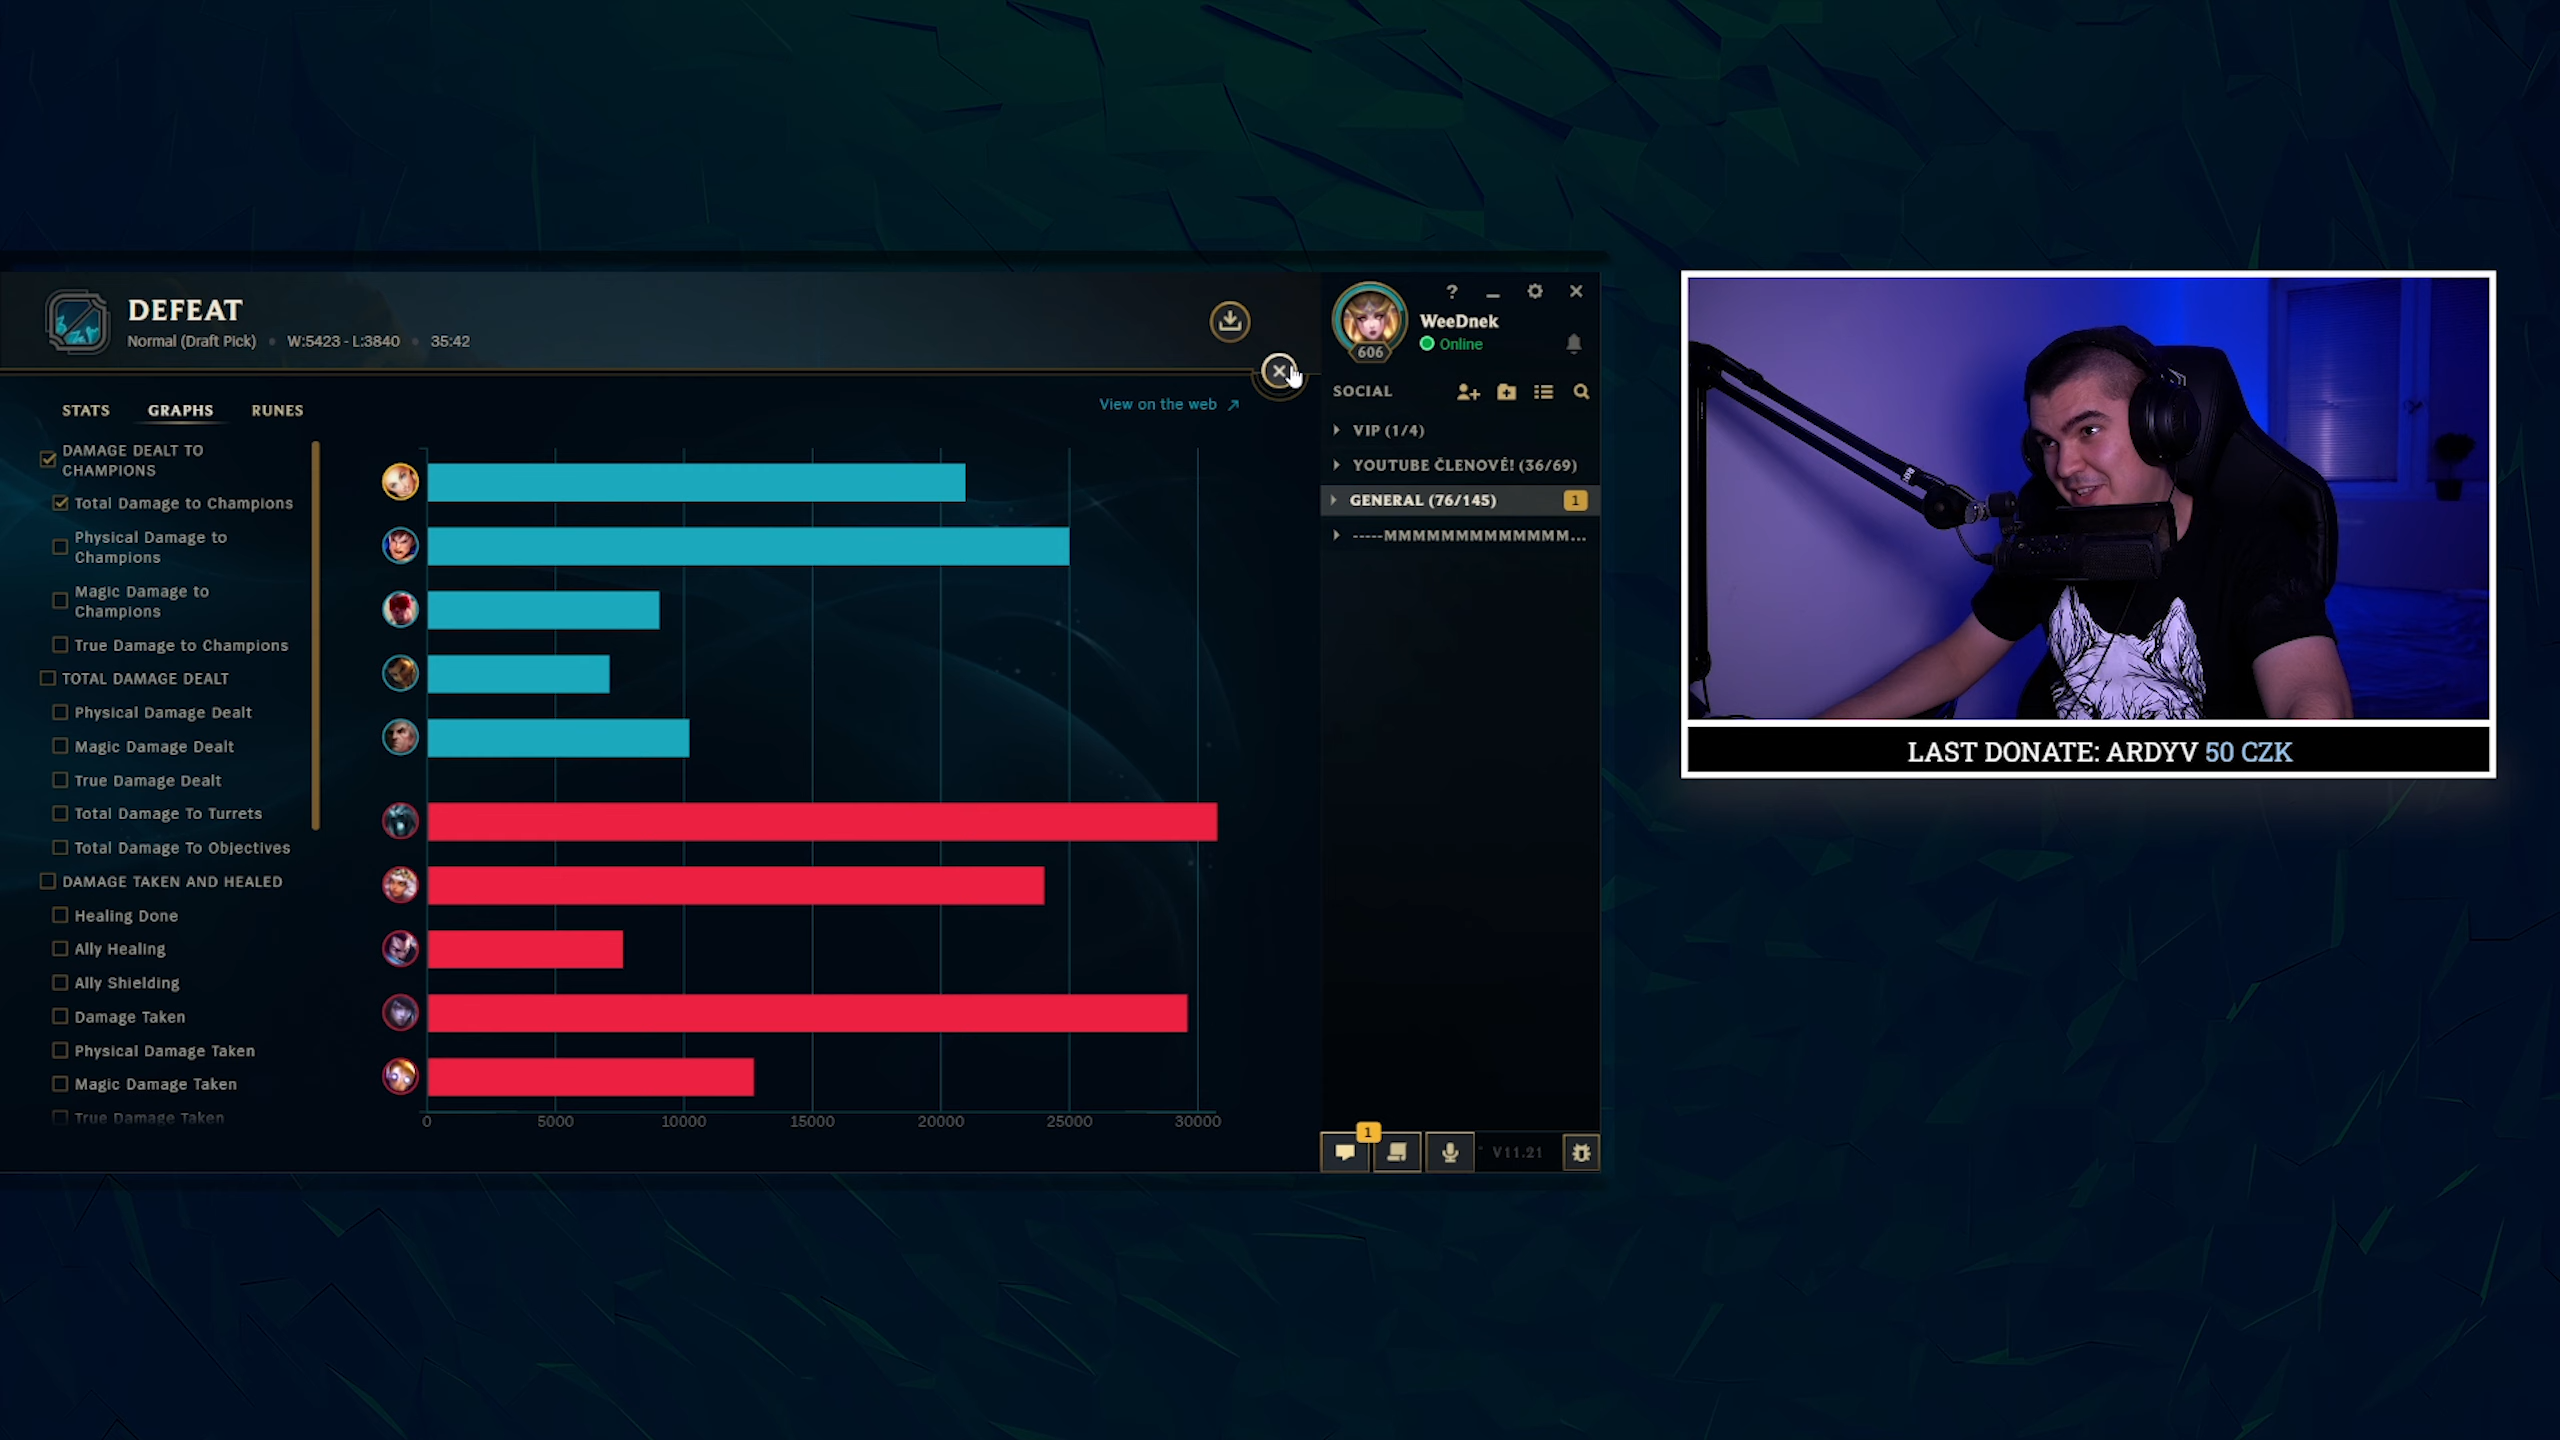 DEFEAT
Normal (Draft Pick) • W:5423 - L:3840 • 35:42
STATS GRAPHS RUNES
View on the web
DAMAGE DEALT TO
CHAMPIONS
Total Damage to Champions
Physical Damage to
Champions
Magic Damage to
Champions
True Damage to Champions
TOTAL DAMAGE DEALT
Physical Damage Dealt
Magic Damage Dealt
True Damage Dealt
Total Damage To Turrets
Total Damage To Objectives
DAMAGE TAKEN AND HEALED
Healing Done
Ally Healing
Ally Shielding
Damage Taken
Physical Damage Taken
Magic Damage Taken
True Damage Taken
0 5000 10000 15000 20000 25000 30000
606
WeeDnek
Online
SOCIAL
VIP (1/4)
YOUTUBE ČLENOVÉ! (36/69)
GENERAL (76/145) 1
-----MMMMMMMMMMMMM...
1
V11.21
LAST DONATE: ARDYV 50 CZK